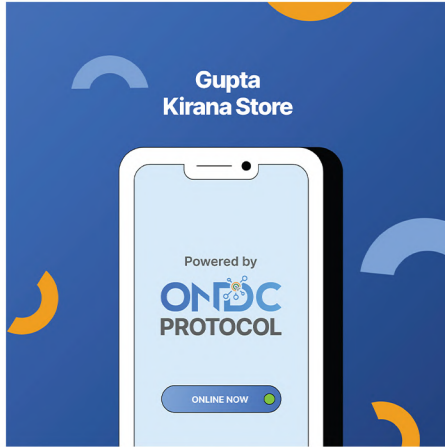 Gupta
Kirana Store
Powered by
ONDC
PROTOCOL
ONLINE NOW